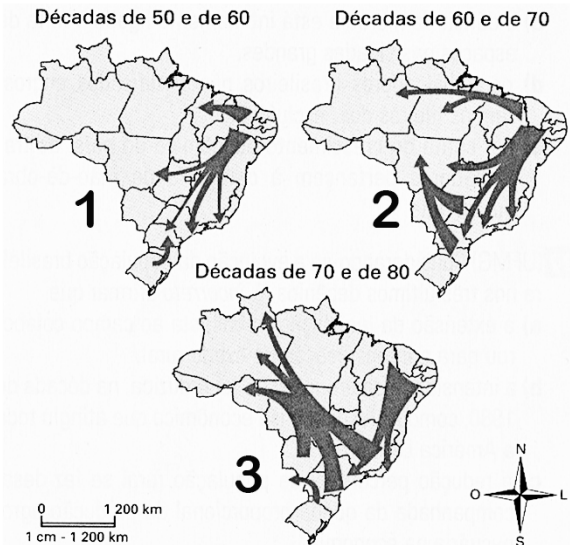 Décadas de 50 e de 60
Décadas de 60 e de 70
1
2
Décadas de 70 e de 80
3
0 1 200 km
1 cm - 1 200 km
N
O
L
S